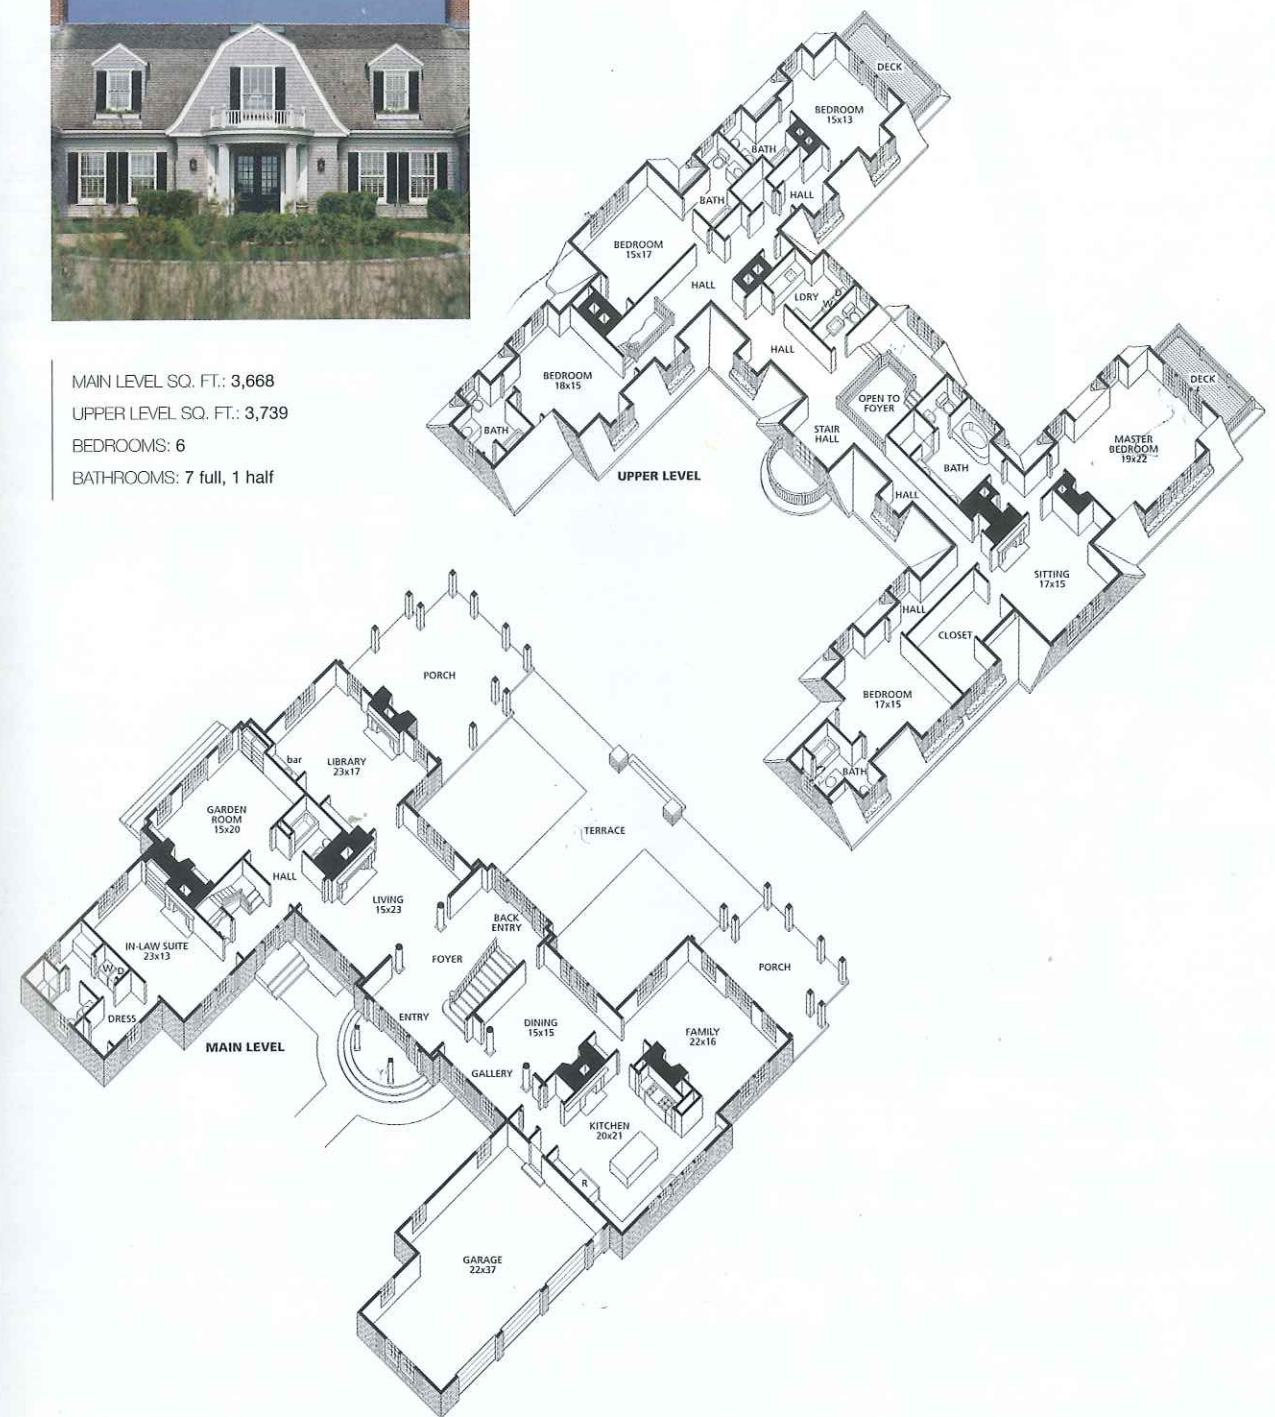 MAIN LEVEL SQ. FT.: 3,668
UPPER LEVEL SQ. FT.: 3,739
BEDROOMS: 6
BATHROOMS: 7 full, 1 half
DECK
BEDROOM
15x13
BATH
HALL
BATH
BEDROOM
15x17
HALL
LDRY
W
D
HALL
BEDROOM
18x15
BATH
OPEN TO
FOYER
STAIR
HALL
UPPER LEVEL
DECK
MASTER
BEDROOM
19x22
BATH
HALL
SITTING
17x15
HALL
CLOSET
BEDROOM
17x15
BATH
PORCH
bar
LIBRARY
23x17
GARDEN
ROOM
15x20
TERRACE
HALL
LIVING
15x23
BACK
ENTRY
IN-LAW SUITE
23x13
W
D
FOYER
PORCH
DRESS
ENTRY
DINING
15x15
FAMILY
22x16
MAIN LEVEL
GALLERY
KITCHEN
20x21
R
GARAGE
22x37